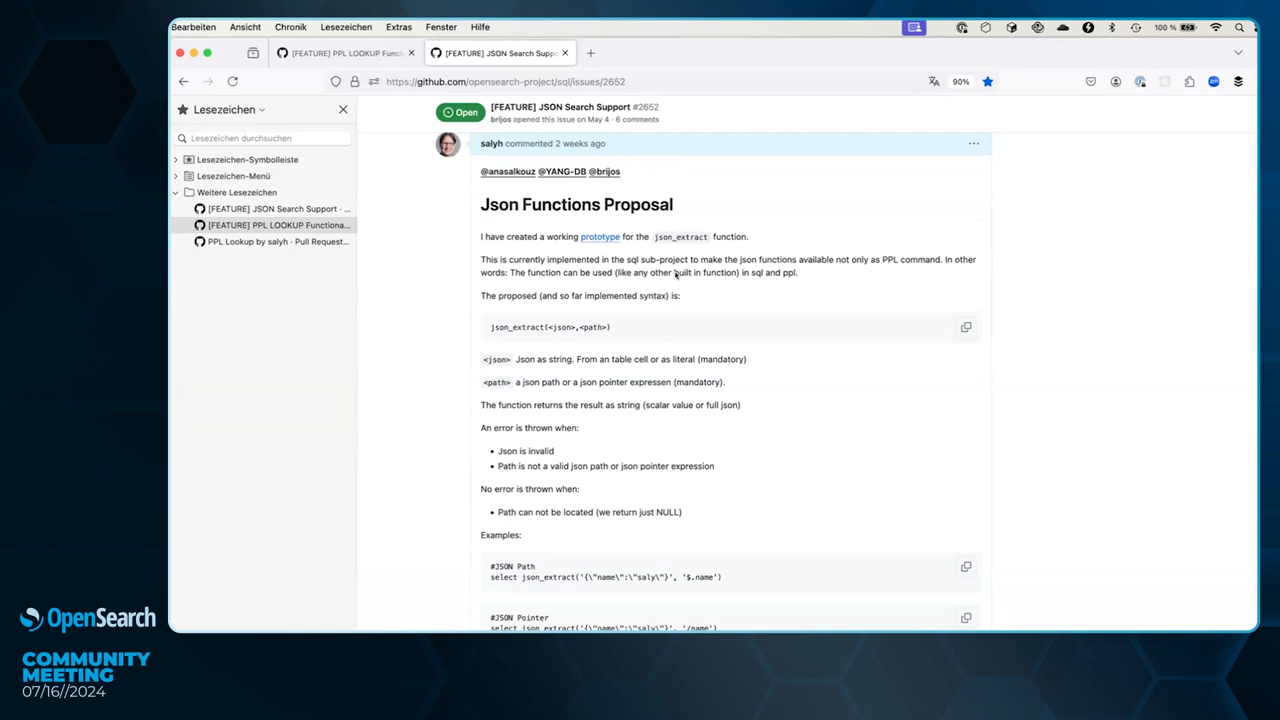 Bearbeiten Ansicht Chronik Lesezeichen Extras Fenster Hilfe 100 %
[FEATURE] PPL LOOKUP Funct
[FEATURE] JSON Search Suppo
https://github.com/opensearch-project/sql/issues/2652 90%
Lesezeichen
Lesezeichen durchsuchen
Lesezeichen-Symbolleiste
Lesezeichen-Menü
Weitere Lesezeichen
[FEATURE] JSON Search Support · ...
[FEATURE] PPL LOOKUP Functiona...
PPL Lookup by salyh · Pull Request...
Open
[FEATURE] JSON Search Support #2652
brijos opened this issue on May 4 · 6 comments
salyh commented 2 weeks ago
@anasalkouz @YANG-DB @brijos
Json Functions Proposal
I have created a working prototype for the json_extract function.
This is currently implemented in the sql sub-project to make the json functions available not only as PPL command. In other
words: The function can be used (like any other built in function) in sql and ppl.
The proposed (and so far implemented syntax) is:
json_extract(<json>,<path>)
<json> Json as string. From an table cell or as literal (mandatory)
<path> a json path or a json pointer expressen (mandatory).
The function returns the result as string (scalar value or full json)
An error is thrown when:
• Json is invalid
• Path is not a valid json path or json pointer expression
No error is thrown when:
• Path can not be located (we return just NULL)
Examples:
#JSON Path
select json_extract('{\"name\":\"saly\"}', '$.name')
#JSON Pointer
select json_extract('{\"name\":\"saly\"}', '/name')
OpenSearch
COMMUNITY
MEETING
07/16//2024